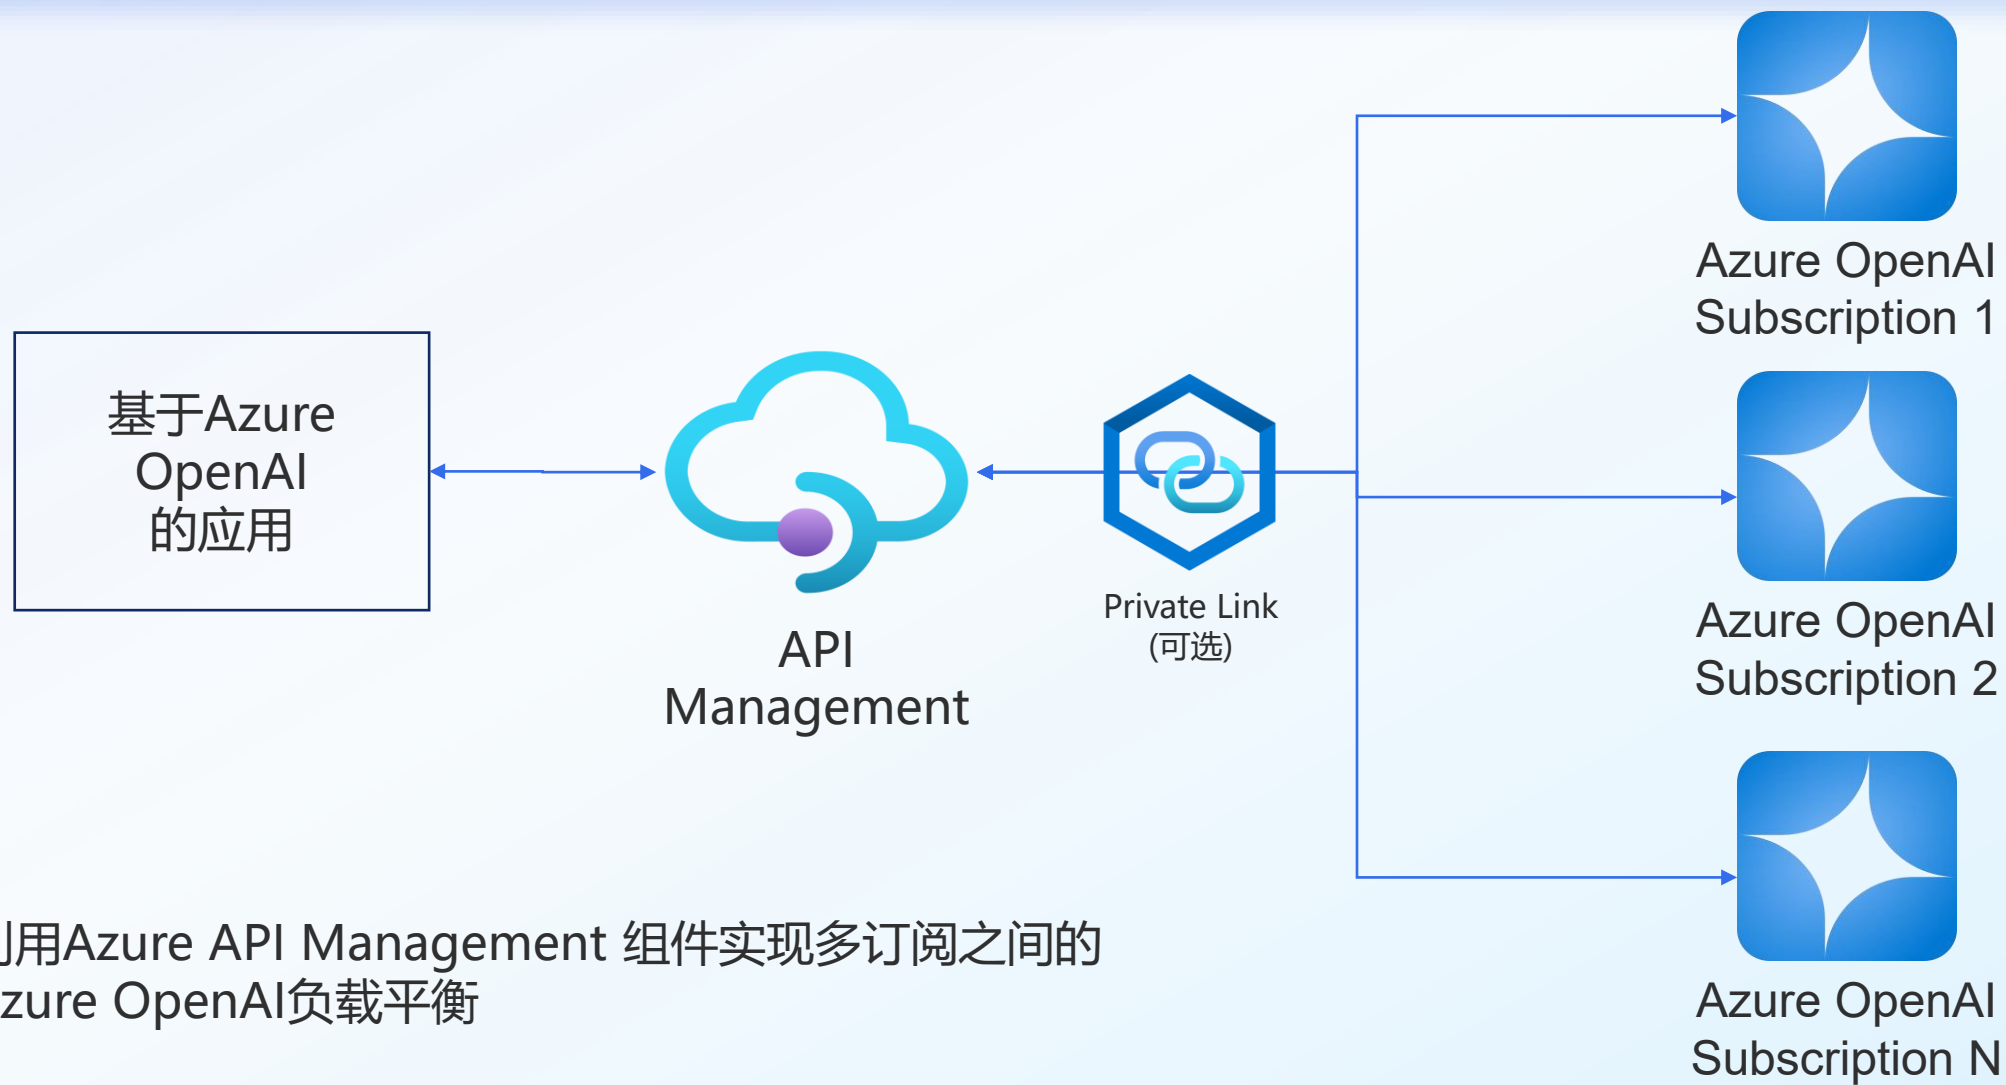 基于Azure
OpenAI
的应用
API
Management
Private Link
(可选)
Azure OpenAI
Subscription 1
Azure OpenAI
Subscription 2
Azure OpenAI
Subscription N
用Azure API Management 组件实现多订阅之间的
zure OpenAI负载平衡